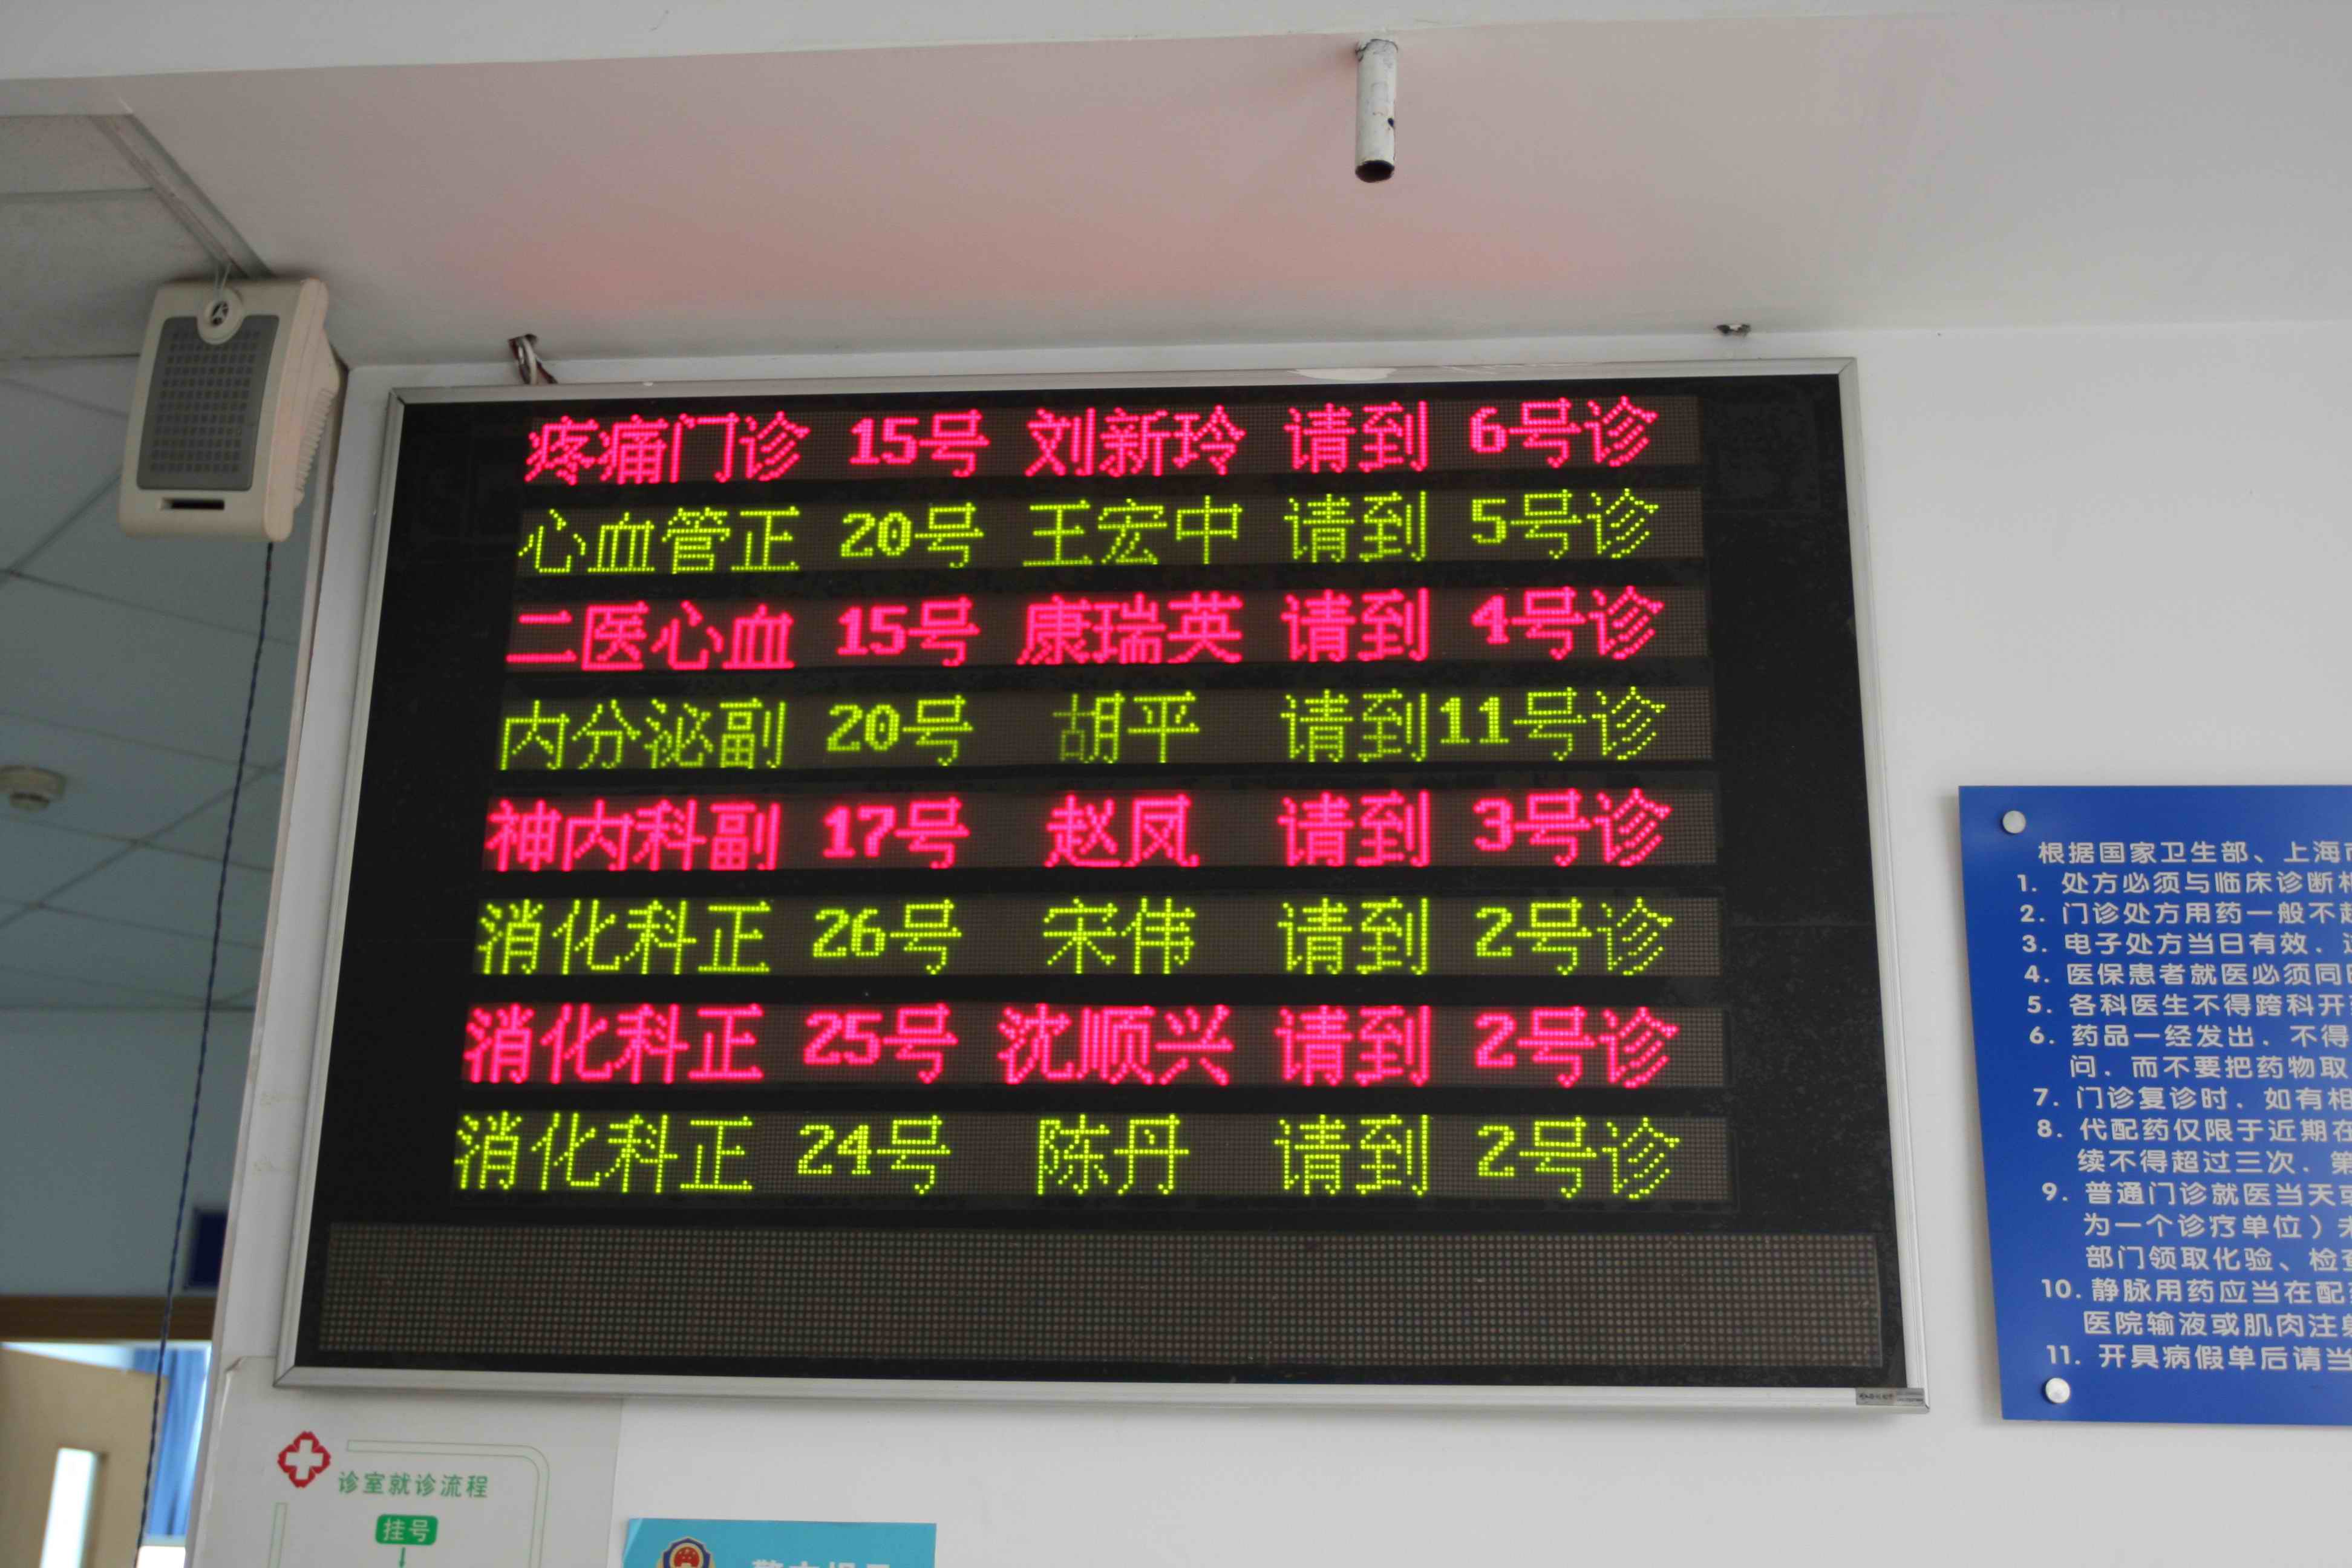 疼痛门诊 15号 刘新玲 请到 6号诊
心血管正 20号 王宏中 请到 5号诊
二医心血 15号 康瑞英 请到 4号诊
内分泌副 20号 胡平 请到11号诊
神内科副 17号 赵凤 请到 3号诊
消化科正 26号 宋伟 请到 2号诊
消化科正 25号 沈顺兴 请到 2号诊
消化科正 24号 陈丹 请到 2号诊
根据国家卫生部、上海
1. 处方必须与临床诊断
2. 门诊处方用药一般不
3. 电子处方当日有效、
4. 医保患者就医必须同
5. 各科医生不得跨科开
6. 药品一经发出．不得
问．而不要把药物取
7. 门诊复诊时．如有相
8. 代配药仅限于近期在
续不得超过三次．第
9. 普通门诊就医当天
为一个诊疗单位）
部门领取化验、检查
10. 静脉用药应当在配
医院输液或肌肉注射
11. 开具病假单后请当
诊室就诊流程
挂号